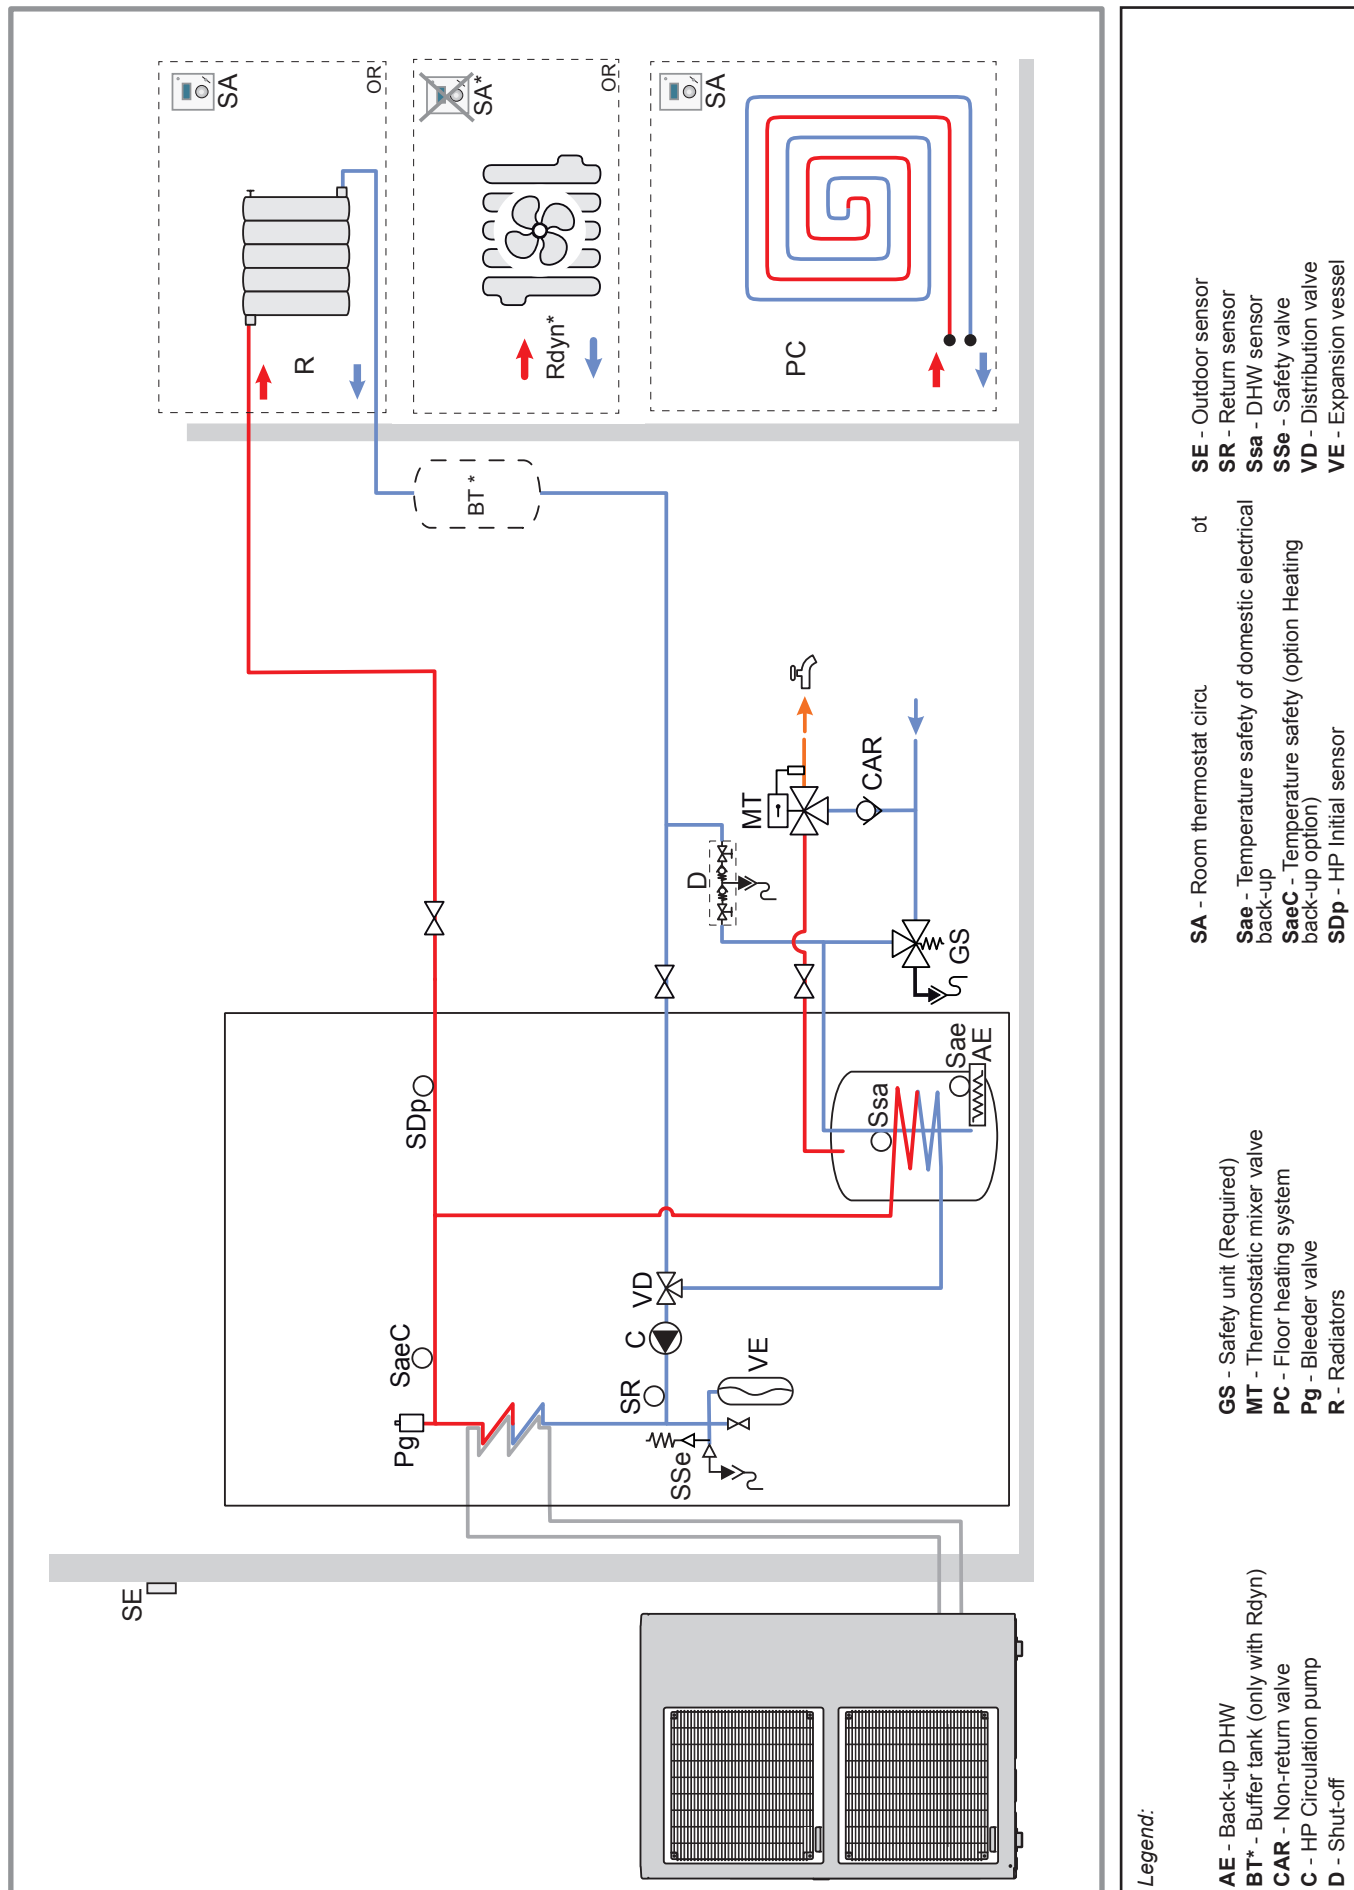 SE
Pg
SaeC
SDp
SR
C
VD
SSe
VE
Ssa
Sae
AE
D
MT
CAR
GS
BT *
R
SA
OR
Rdyn*
SA*
OR
PC
SA
Legend:
AE - Back-up DHW
BT* - Buffer tank (only with Rdyn)
CAR - Non-return valve
C - HP Circulation pump
D - Shut-off
GS - Safety unit (Required)
MT - Thermostatic mixer valve
PC - Floor heating system
Pg - Bleeder valve
R - Radiators
SA - Room thermostat circu ot
Sae - Temperature safety of domestic electrical
back-up
SaeC - Temperature safety (option Heating
back-up option)
SDp - HP Initial sensor
SE - Outdoor sensor
SR - Return sensor
Ssa - DHW sensor
SSe - Safety valve
VD - Distribution valve
VE - Expansion vessel